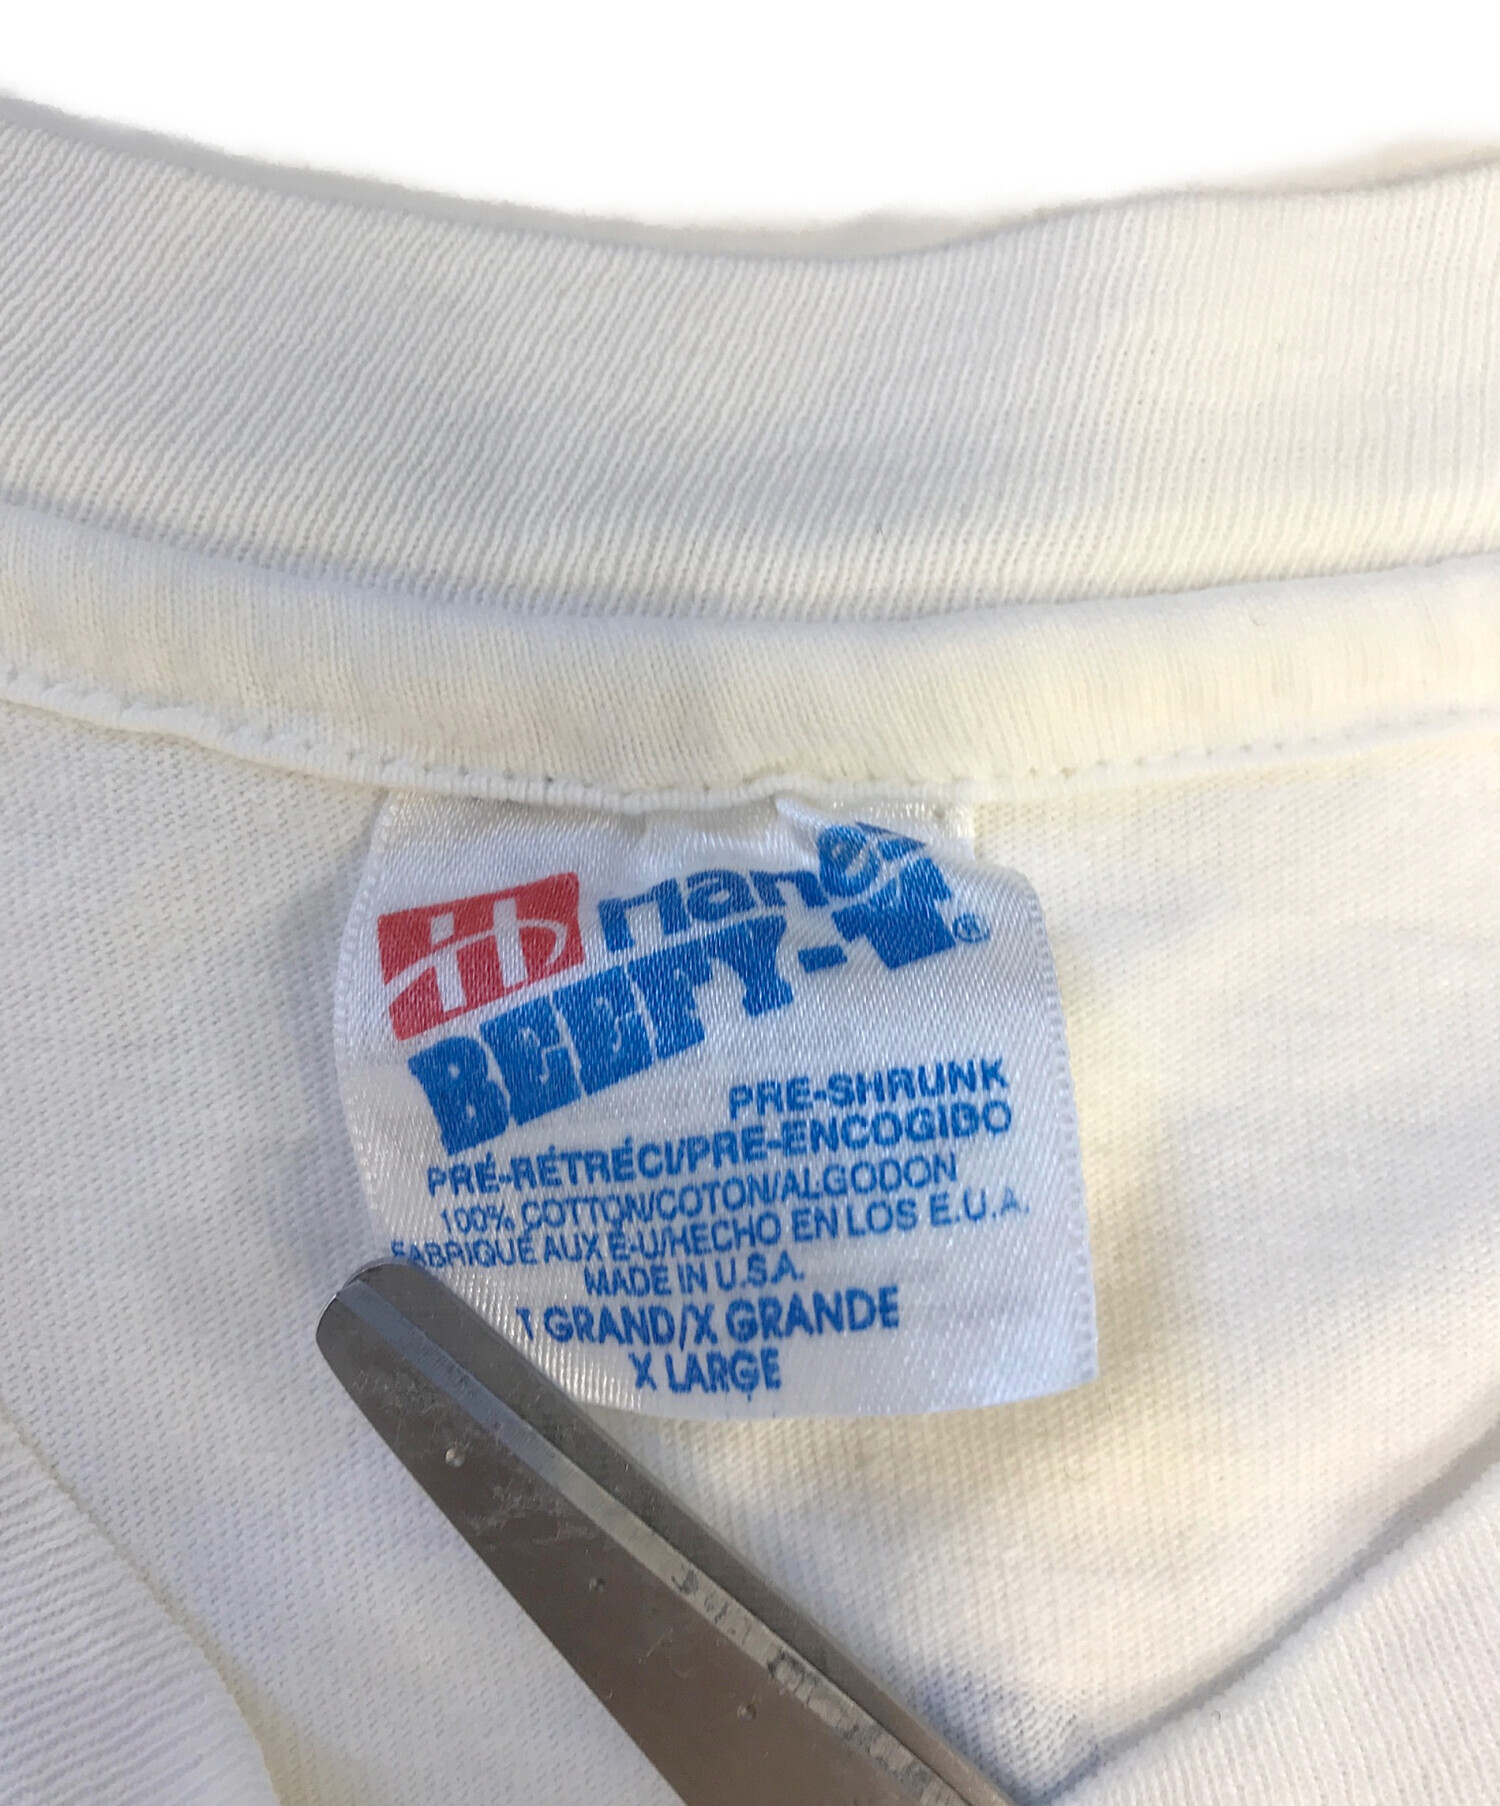 Hanes
BEEFY-T®
PRE-SHRUNK
PRÉ-RÉTRÉCI/PRE-ENCOGIDO
100% COTTON/COTON/ALGODON
FABRIQUÉ AUX É-U/HECHO EN LOS E.U.A.
MADE IN U.S.A.
T GRAND/X GRANDE
X LARGE